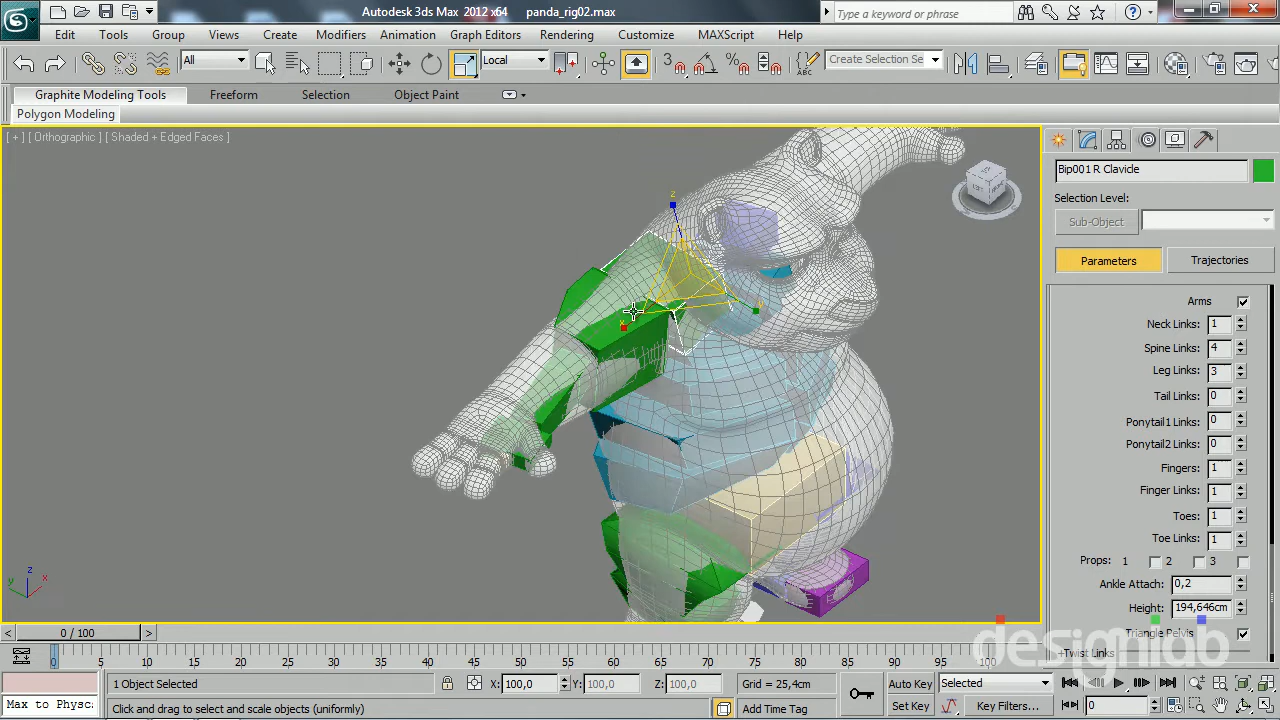 Autodesk 3ds Max 2012 x64 panda_rig02.max
Type a keyword or phrase
Edit Tools Group Views Create Modifiers Animation Graph Editors Rendering Customize MAXScript Help
All Local Create Selection Se
Graphite Modeling Tools Freeform Selection Object Paint
Polygon Modeling
[ + ] [ Orthographic ] [ Shaded + Edged Faces ]
Bip001 R Clavicle
Selection Level:
Sub-Object
Parameters Trajectories
Arms
Neck Links: 1
Spine Links: 4
Leg Links: 3
Tail Links: 0
Ponytail1 Links: 0
Ponytail2 Links: 0
Fingers: 1
Finger Links: 1
Toes: 1
Toe Links: 1
Props: 1 2 3
Ankle Attach: 0,2
Height: 194,646cm
Triangle Pelvis
+Twist Links
designlab
z
x
y
z
x
y
< 0 / 100 >
0 5 10 15 20 25 30 35 40 45 50 55 60 65 70 75 80 85 90 95 100
1 Object Selected X: 100,0 Y: 100,0 Z: 100,0 Grid = 25,4cm Auto Key Selected
Max to Physc: Click and drag to select and scale objects (uniformly) Add Time Tag Set Key Key Filters... 0